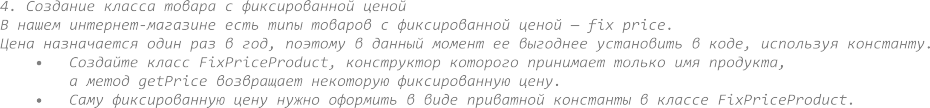 4. Создание класса товара с фиксированной ценой
В нашем интернет-магазине есть типы товаров с фиксированной ценой — fix price.
Цена назначается один раз в год, поэтому в данный момент ее выгоднее установить в коде, используя константу.
• Создайте класс FixPriceProduct, конструктор которого принимает только имя продукта,
а метод getPrice возвращает некоторую фиксированную цену.
• Саму фиксированную цену нужно оформить в виде приватной константы в классе FixPriceProduct.